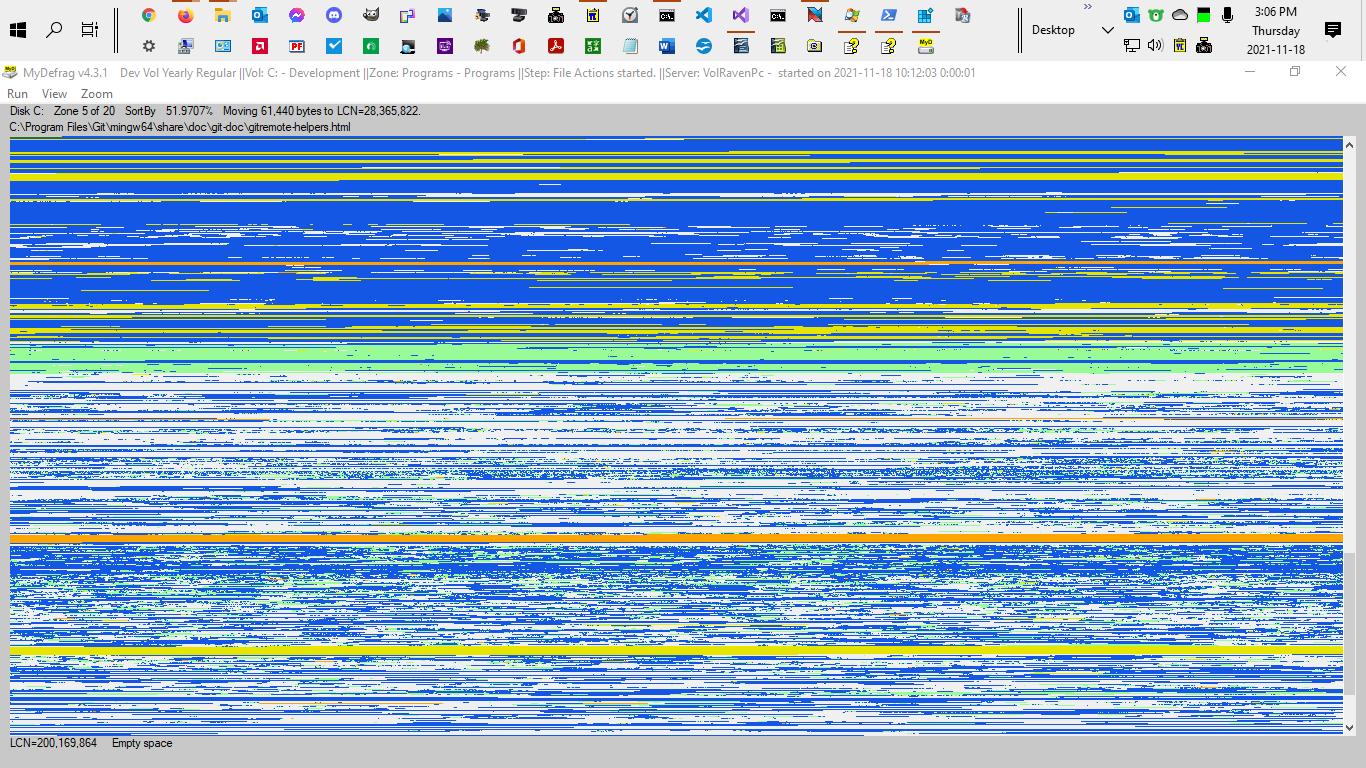 3:06 PM
Thursday
2021-11-18
Desktop
MyDefrag v4.3.1 Dev Vol Yearly Regular ||Vol: C: - Development ||Zone: Programs - Programs ||Step: File Actions started. ||Server: VolRavenPc - started on 2021-11-18 10:12:03 0:00:01
Run View Zoom
Disk C: Zone 5 of 20 SortBy 51.9707% Moving 61,440 bytes to LCN=28,365,822.
C:\Program Files\Git\mingw64\share\doc\git-doc\gitremote-helpers.html
LCN=200,169,864 Empty space